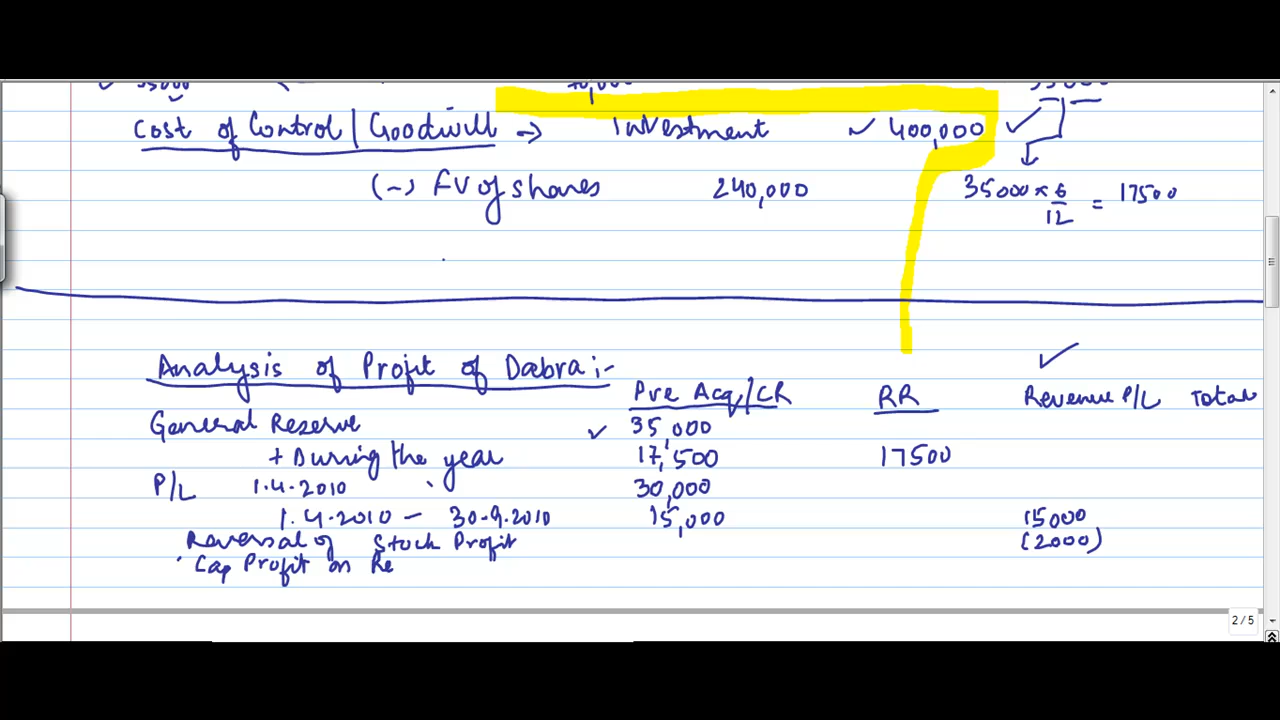 Cost of Control/Goodwill → Investment ✓ 400,000 ✓
(-) FV of shares 240,000 35000 × 6/12 = 17500
Analysis of Profit of Dabra :-
Pre Acq/CR RR Revenue P/L Total
General Reserve ✓ 35,000
+ During the year 17,500 17500
P/L 1.4.2010 30,000
1.4.2010 - 30.9.2010 15,000 15000
Reversal of Stock Profit (2000)
Cap Profit on Re
2/5